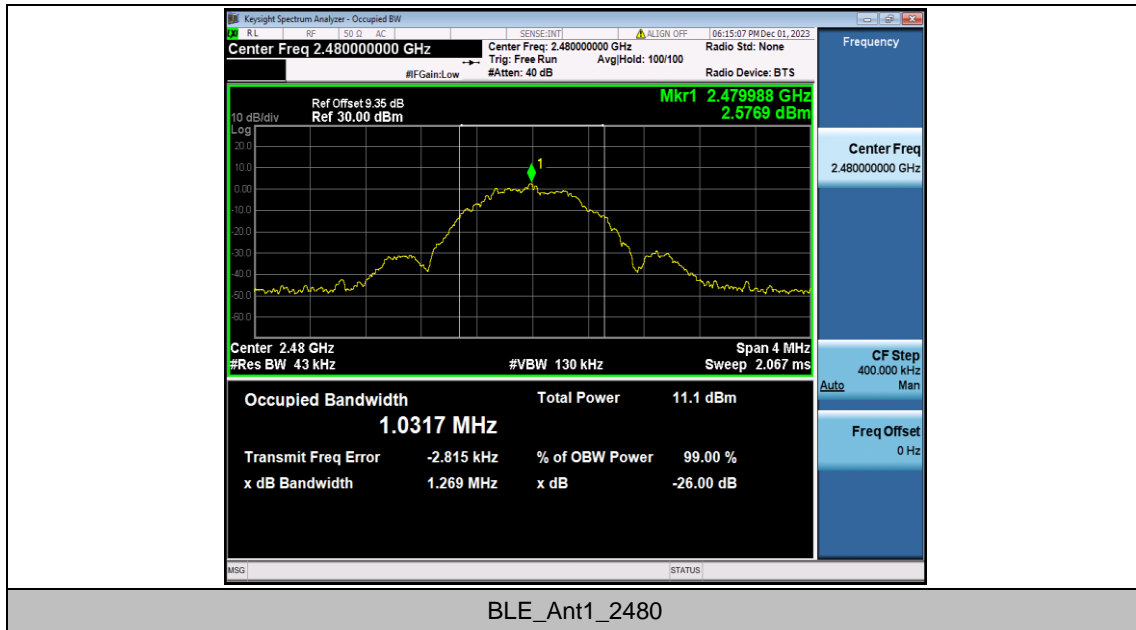 Keysight Spectrum Analyzer - Occupied BW
RL RF 50 Ω AC SENSE:INT ALIGN OFF 06:15:07 PM Dec 01, 2023
Center Freq 2.480000000 GHz
Center Freq: 2.480000000 GHz
Radio Std: None
Trig: Free Run Avg|Hold: 100/100
#IFGain:Low #Atten: 40 dB Radio Device: BTS
Mkr1 2.479988 GHz
2.5769 dBm
Ref Offset 9.35 dB
10 dB/div Ref 30.00 dBm
Log
20.0
10.0
0.00
-10.0
-20.0
-30.0
-40.0
-50.0
-60.0
1
Center 2.48 GHz Span 4 MHz
#Res BW 43 kHz #VBW 130 kHz Sweep 2.067 ms
Occupied Bandwidth Total Power 11.1 dBm
1.0317 MHz
Transmit Freq Error -2.815 kHz % of OBW Power 99.00 %
x dB Bandwidth 1.269 MHz x dB -26.00 dB
MSG STATUS
Frequency
Center Freq
2.480000000 GHz
CF Step
400.000 kHz
Auto Man
Freq Offset
0 Hz
BLE_Ant1_2480